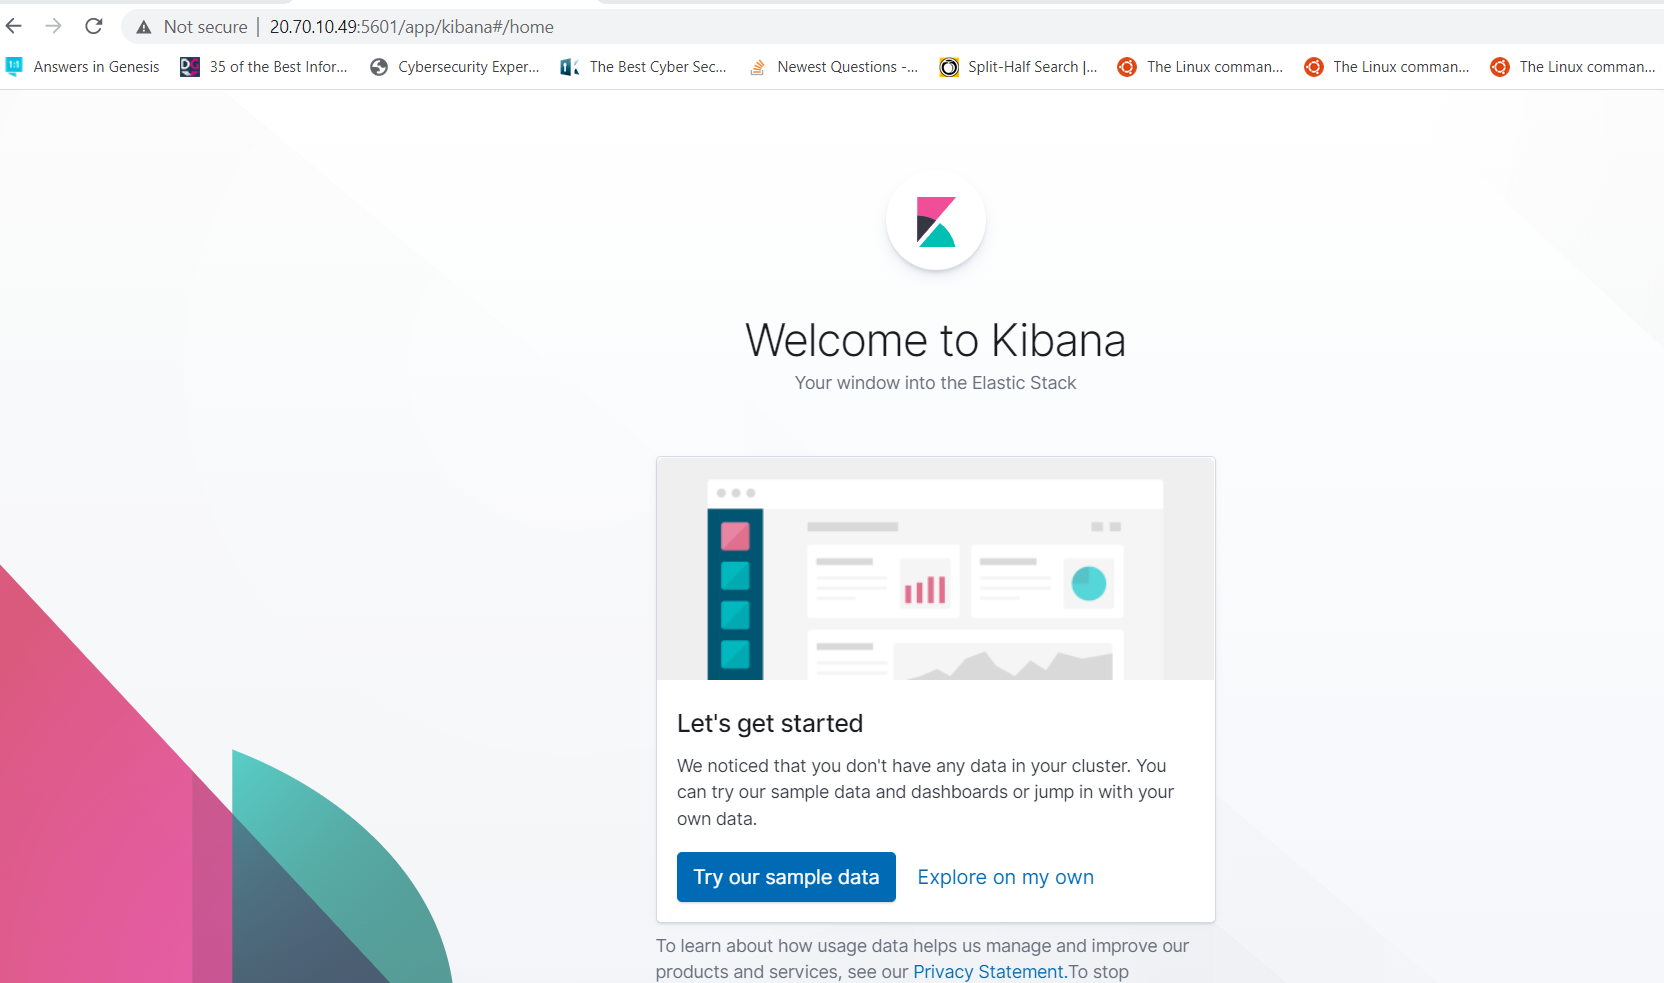 Not secure | 20.70.10.49:5601/app/kibana#/home
Answers in Genesis 35 of the Best Infor... Cybersecurity Exper... The Best Cyber Sec... Newest Questions -... Split-Half Search |... The Linux comman... The Linux comman... The Linux comman...
Welcome to Kibana
Your window into the Elastic Stack
Let's get started
We noticed that you don't have any data in your cluster. You
can try our sample data and dashboards or jump in with your
own data.
Try our sample data Explore on my own
To learn about how usage data helps us manage and improve our
products and services, see our Privacy Statement.To stop